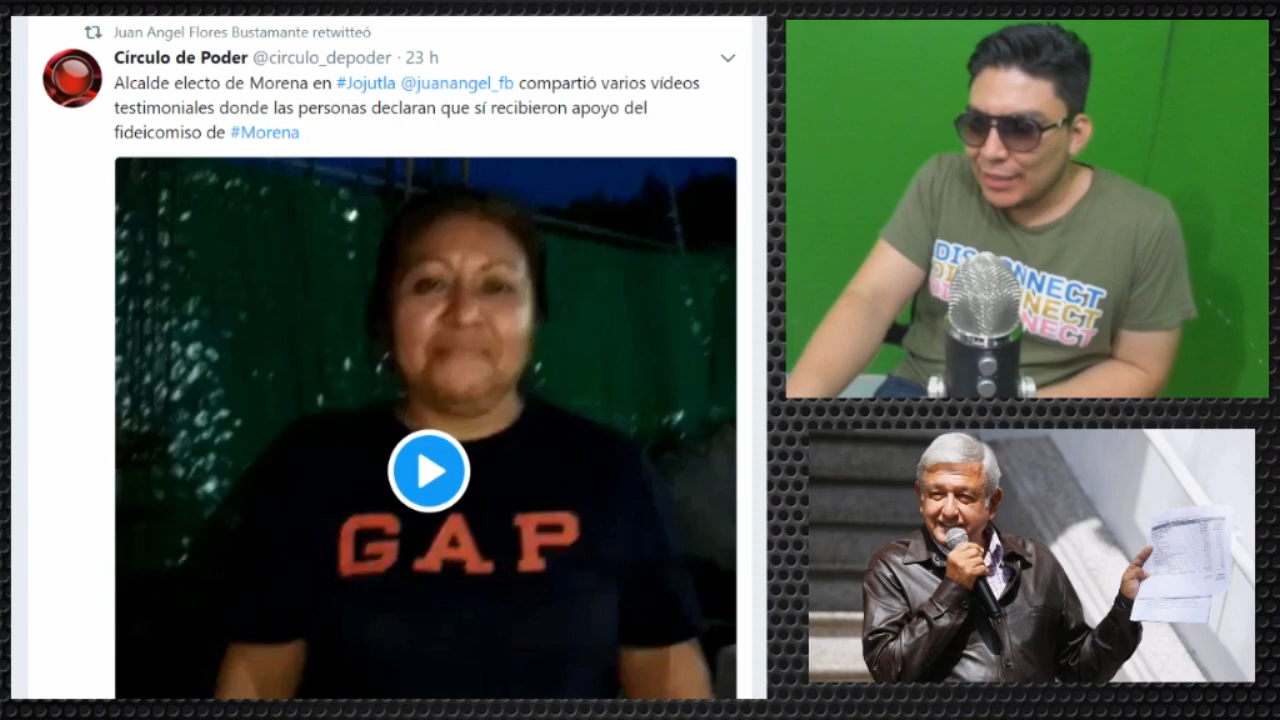 Juan Angel Flores Bustamante retwitteó
Círculo de Poder @circulo_depoder · 23 h
Alcalde electo de Morena en #Jojutla @juanangel_fb compartió varios vídeos
testimoniales donde las personas declaran que sí recibieron apoyo del
fideicomiso de #Morena
GAP
DISCONNECT